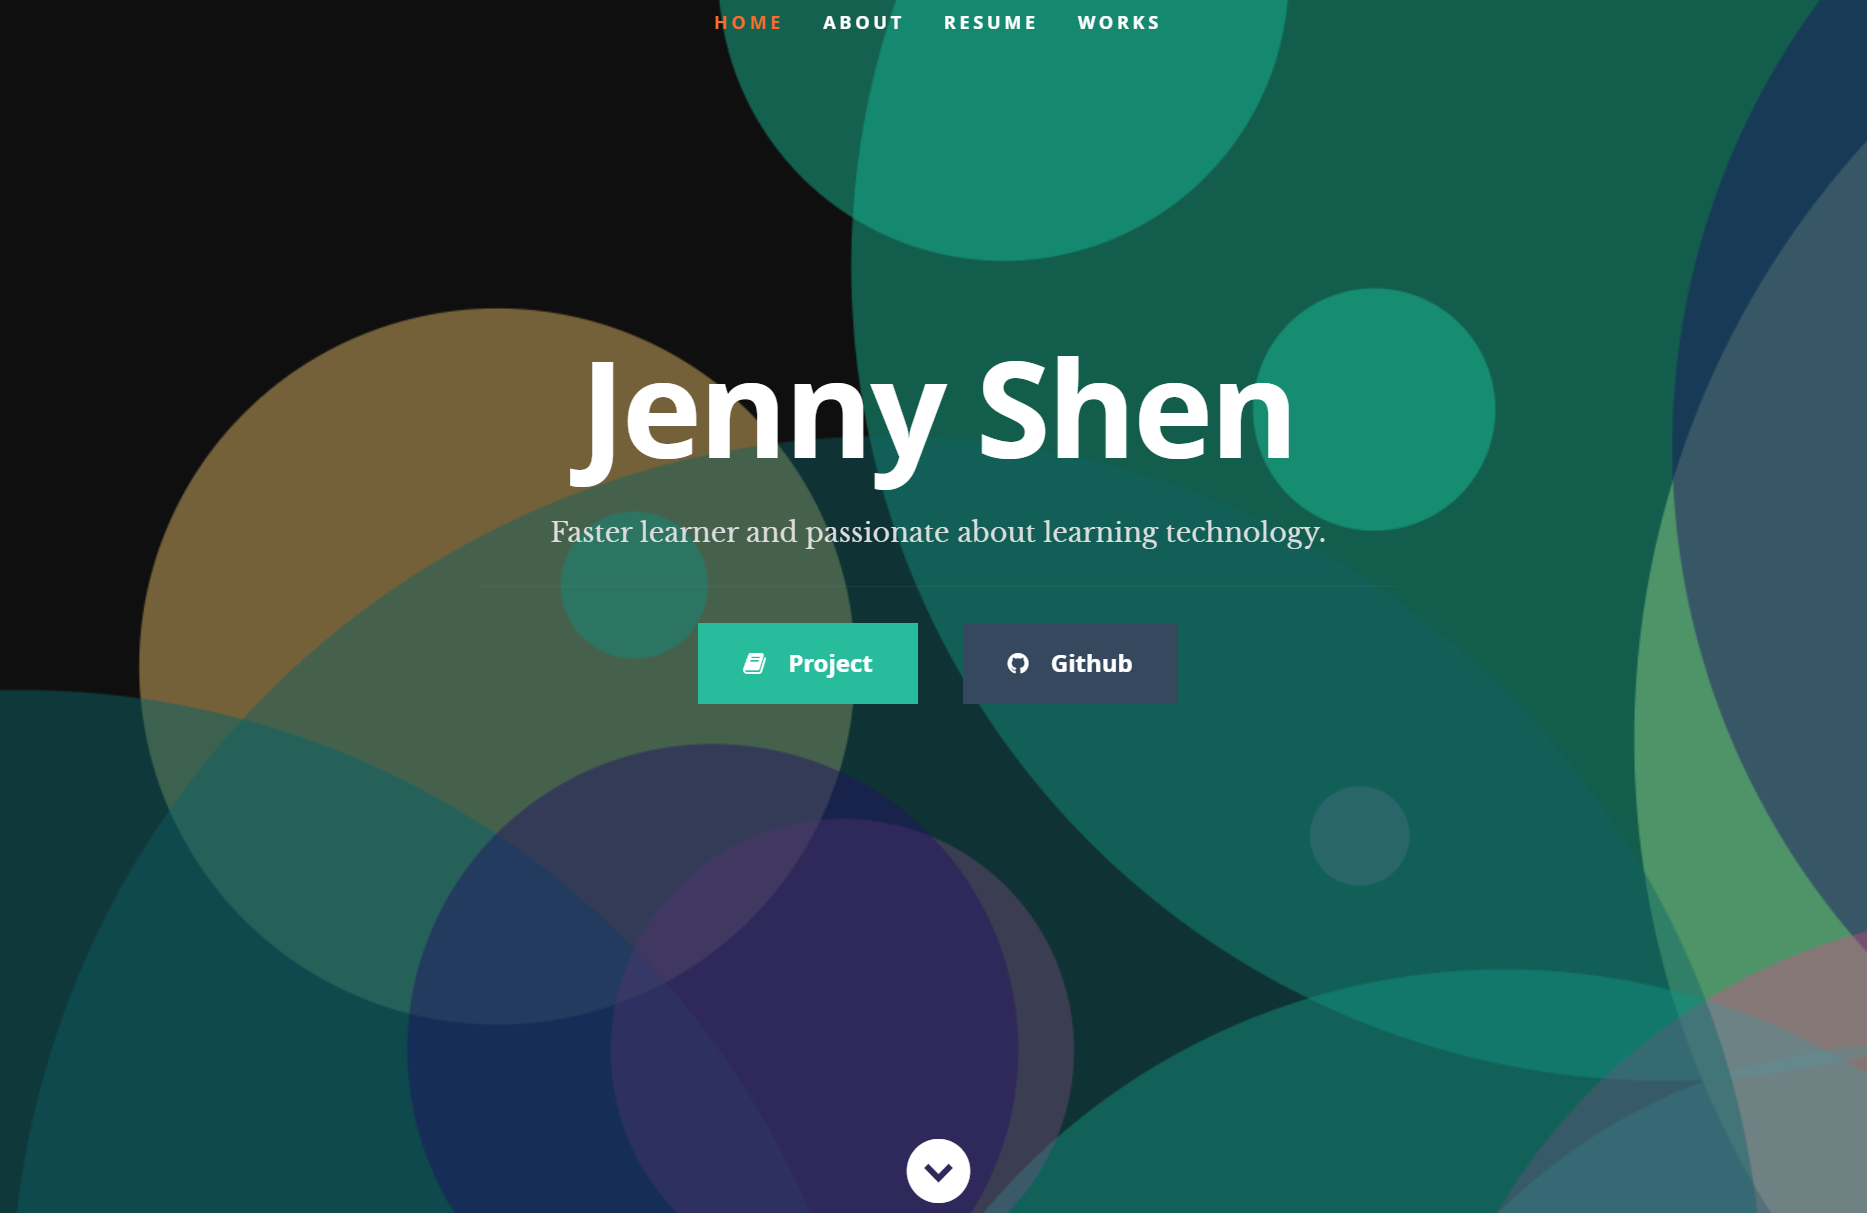 HOME ABOUT RESUME WORKS
Jenny Shen
Faster learner and passionate about learning technology.
Project Github